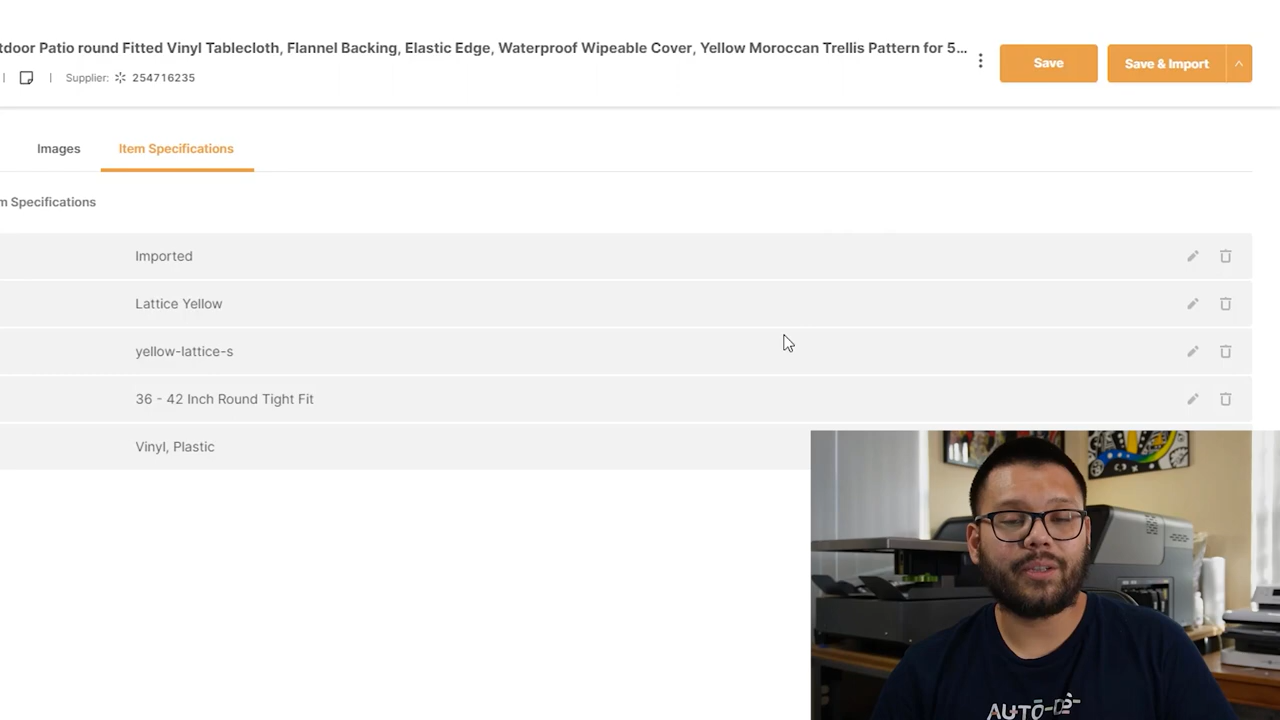 tdoor Patio round Fitted Vinyl Tablecloth, Flannel Backing, Elastic Edge, Waterproof Wipeable Cover, Yellow Moroccan Trellis Pattern for 5...
Save
Save & Import
Supplier: 254716235
Images
Item Specifications
m Specifications
Imported
Lattice Yellow
yellow-lattice-s
36 - 42 Inch Round Tight Fit
Vinyl, Plastic